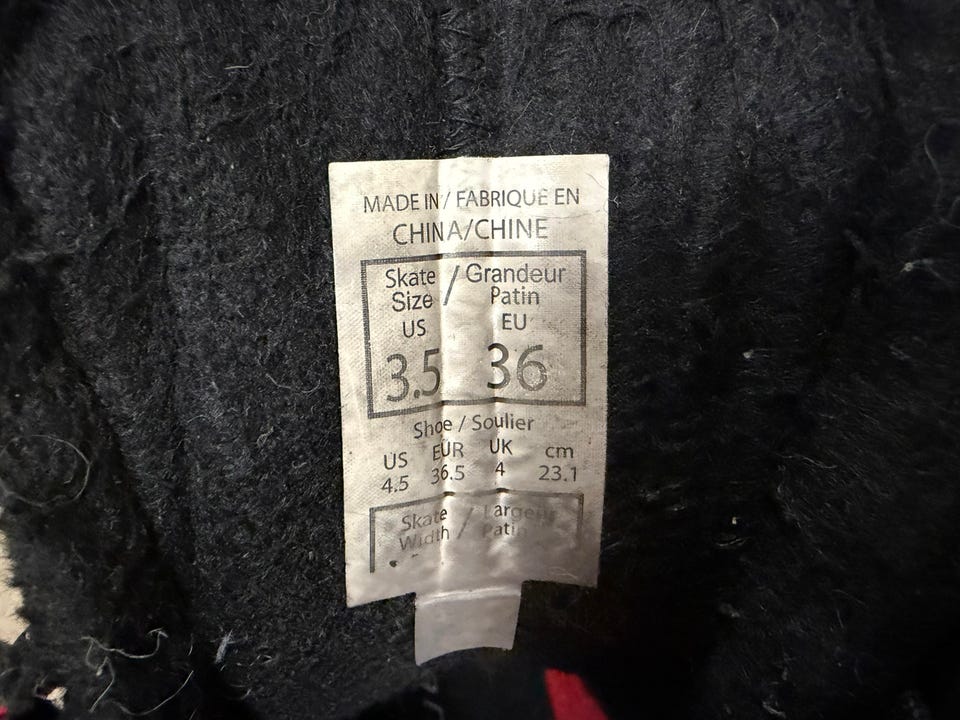 MADE IN / FABRIQUE EN
CHINA/CHINE
Skate / Grandeur
Size Patin
US EU
3.5 36
Shoe / Soulier
US EUR UK cm
4.5 36.5 4 23.1
Skate / Largeur
Width Patin